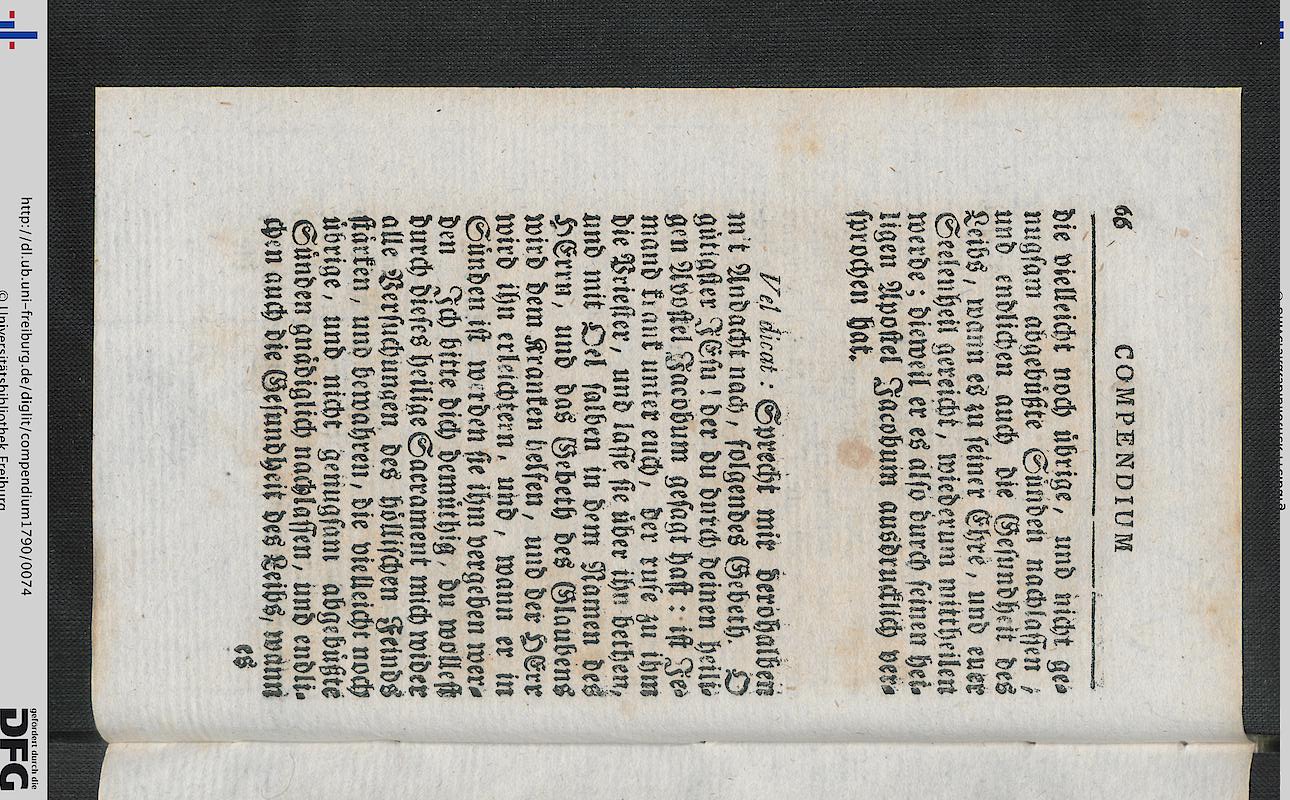 66 COMPENDIUM
die vielleicht noch übrige, und nicht ge-
nugsam abgebüßte Sünden nachlassen,
und endlichen auch die Gesundheit des
Leibs, wann es zu seiner Ehre, und euer
Seelenheil gereicht, wiederum mittheilen
werde; dieweil er es also durch seinen hei-
ligen Apostel Jacobum ausdrucklich ver-
sprochen hat.
Vel dicat: Sprecht mir derohalben
mit Andacht nach, folgendes Gebeth. O
gütigster JEsu! der du durch deinen heili-
gen Apostel Jacobum gesagt hast: ist Je-
mand krank unter euch, der rufe zu ihm
die Priester, und lasse sie über ihn bethen,
und mit Oel salben in dem Namen des
HErrn, und das Gebeth des Glaubens
wird dem Kranken helfen, und der HErr
wird ihn erleichtern, und, wann er in
Sünden ist, werden sie ihm vergeben wer-
den. Ich bitte dich demüthig, du wollest
durch dieses heilige Sacrament mich wider
alle Versuchungen des höllischen Feinds
stärken, und bewahren, die vielleicht noch
übrige, und nicht genugsam abgebüßte
Sünden gnädiglich nachlassen, und endli-
chen auch die Gesundheit des Leibs, wann
es
http://dl.ub.uni-freiburg.de/diglit/compendium1790/0074
© Universitätsbibliothek Freiburg
gefördert durch die
DFG